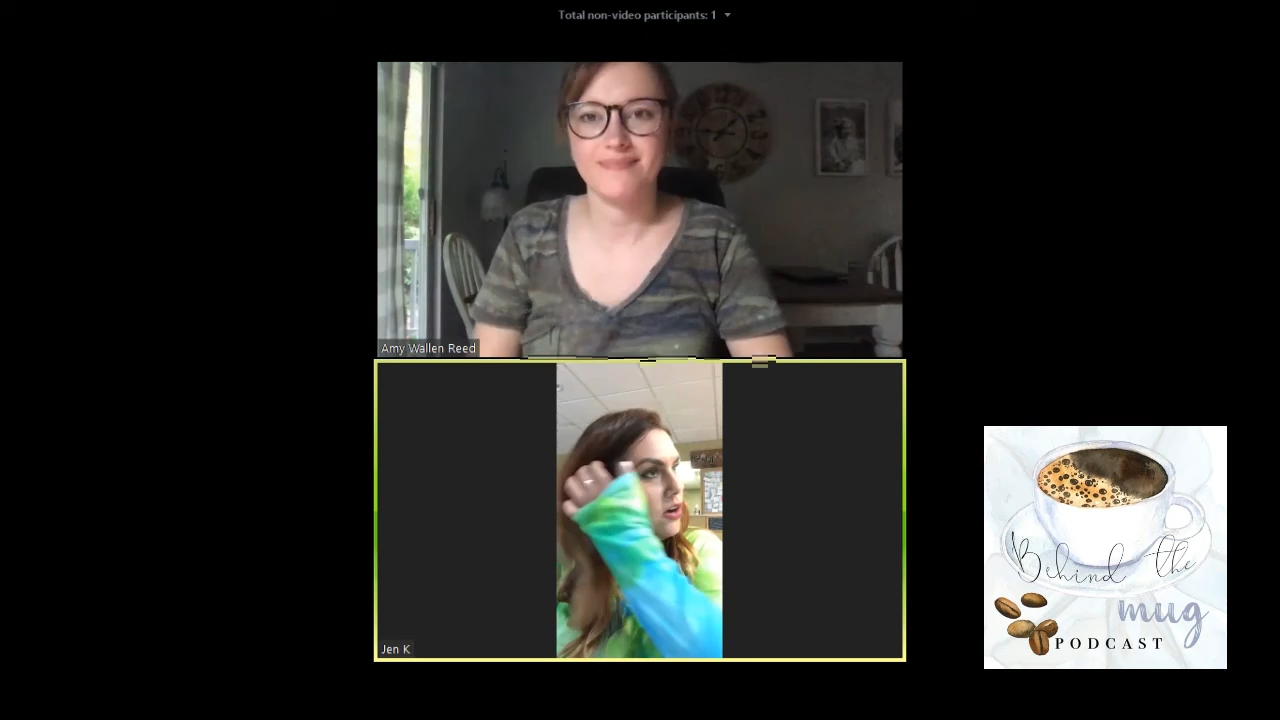 Total non-video participants: 1
Amy Wallen Reed
Jen K
Behind the
mug
PODCAST